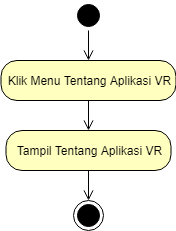 Klik Menu Tentang Aplikasi VR
Tampil Tentang Aplikasi VR